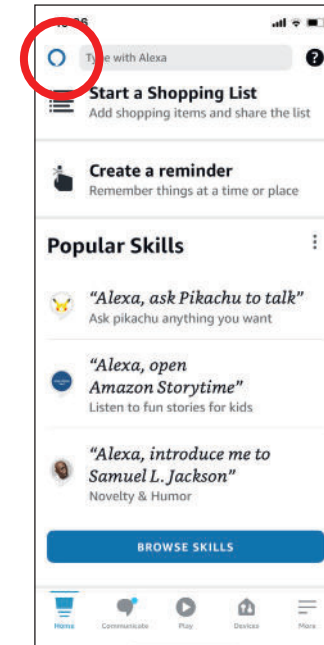 Type with Alexa
?
Start a Shopping List
Add shopping items and share the list
Create a reminder
Remember things at a time or place
Popular Skills
“Alexa, ask Pikachu to talk”
Ask pikachu anything you want
“Alexa, open
Amazon Storytime”
Listen to fun stories for kids
“Alexa, introduce me to
Samuel L. Jackson”
Novelty & Humor
BROWSE SKILLS
Home Communicate Play Devices More